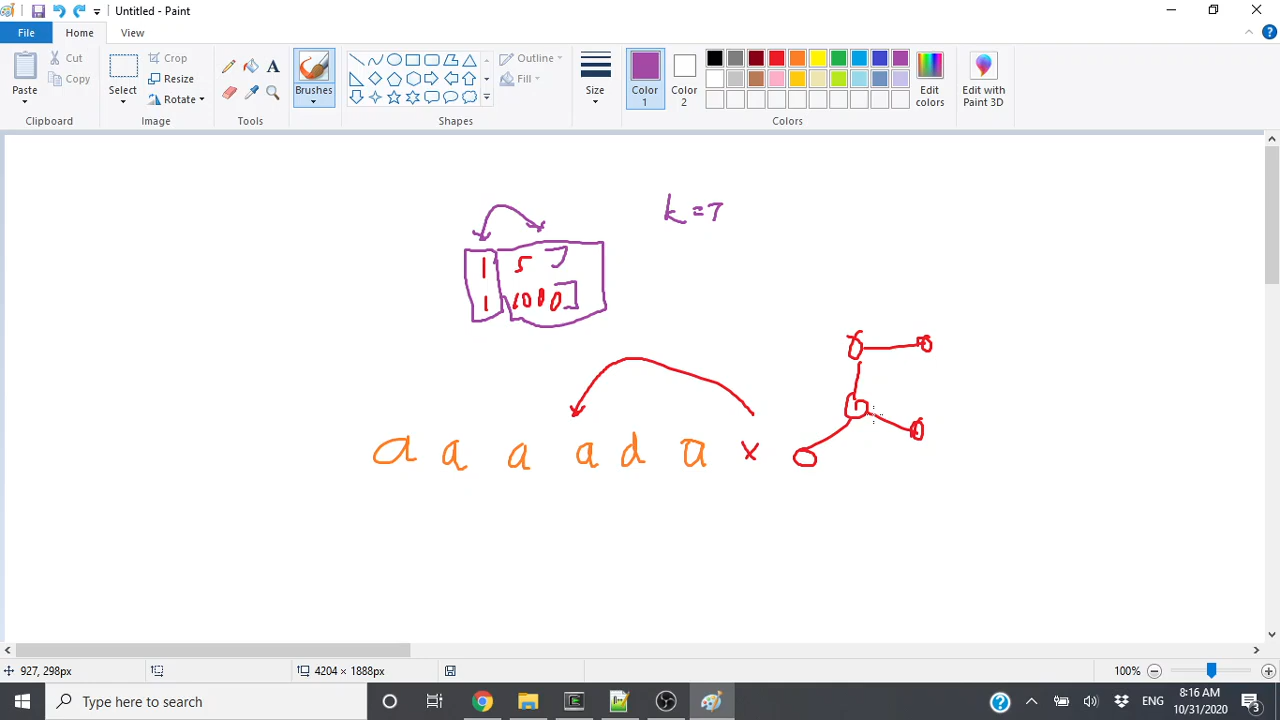 Untitled - Paint
File Home View
Paste
Cut
Copy
Clipboard
Select
Crop
Resize
Rotate
Image
A
Tools
Brushes
Shapes
Outline
Fill
Size
Color 1
Color 2
Edit colors
Colors
Edit with Paint 3D
k = 7
1 5
1 1000
a a a a d a x
927, 298px
4204 × 1888px
100%
Type here to search
ENG
8:16 AM
10/31/2020
3